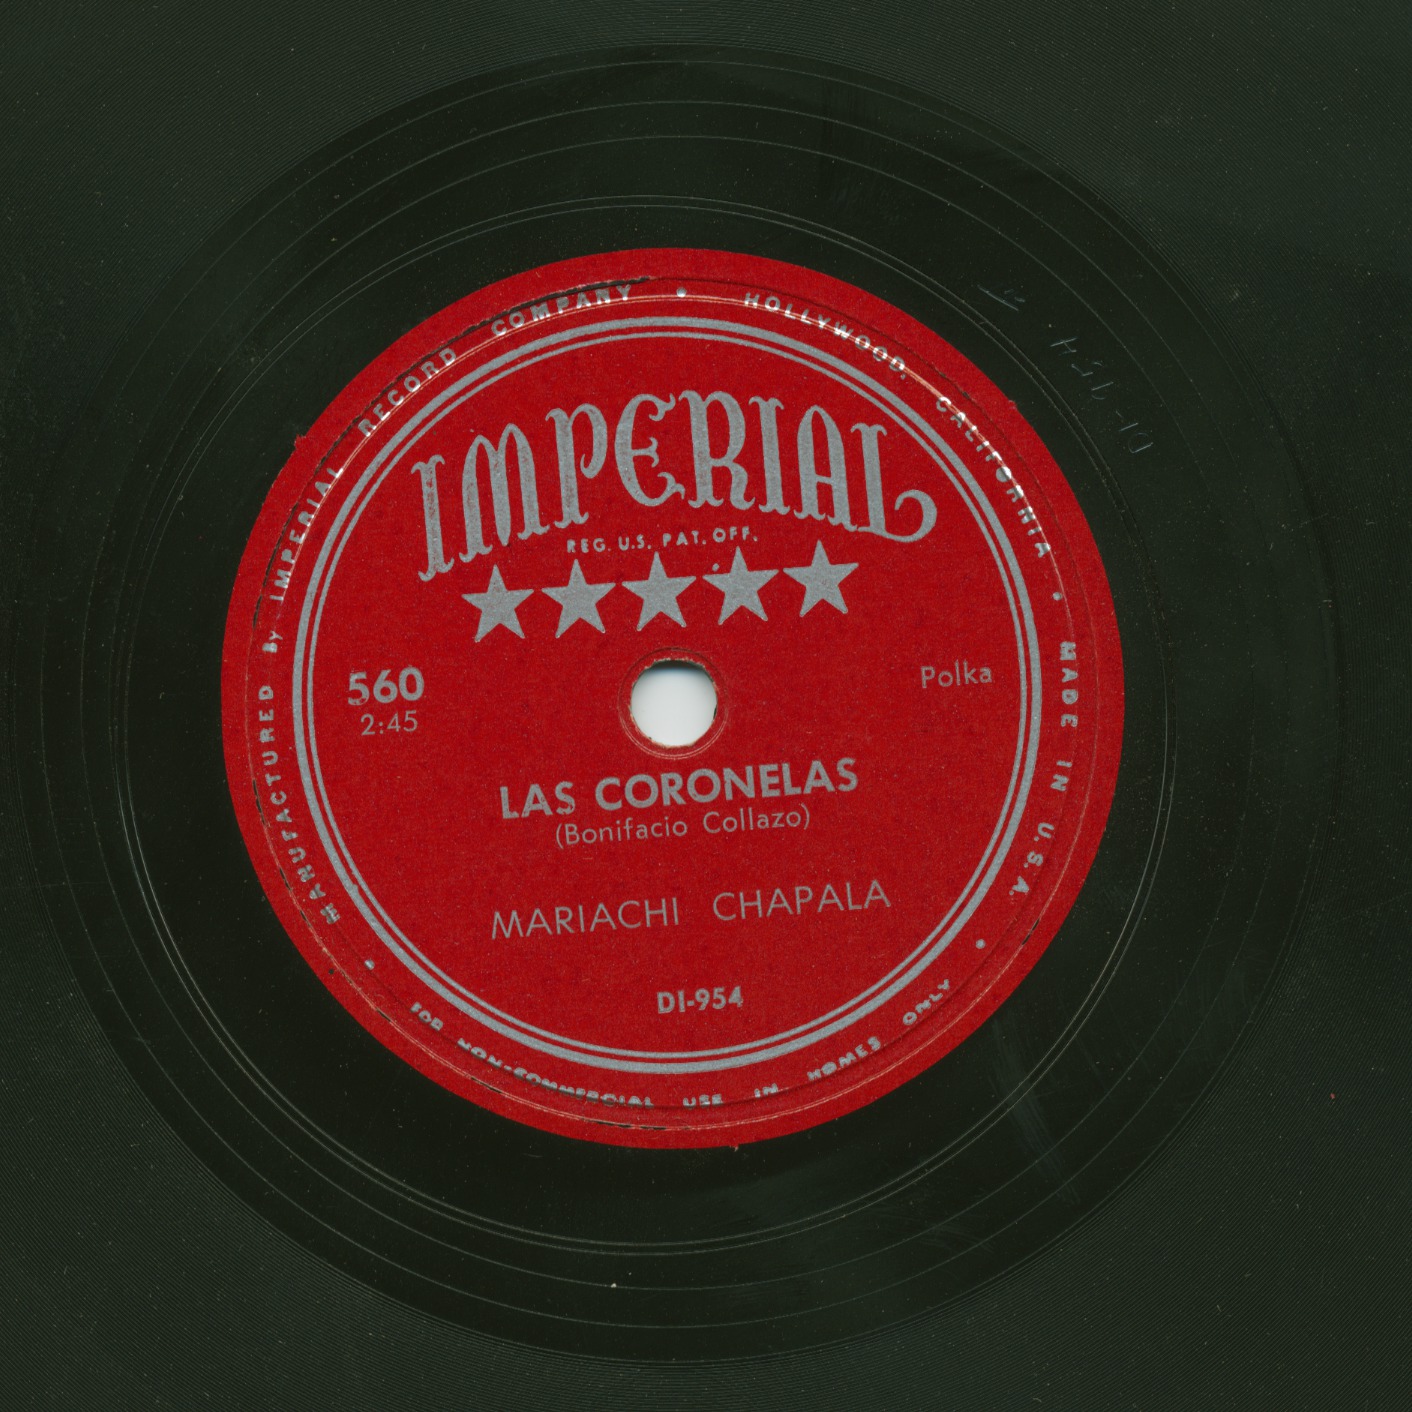 MANUFACTURED By IMPERIAL RECORD COMPANY • HOLLYWOOD, CALIFORNIA • MADE IN U.S.A. •
IMPERIAL
REG. U.S. PAT. OFF.
560
Polka
2:45
LAS CORONELAS
(Bonifacio Collazo)
MARIACHI CHAPALA
DI-954
• FOR NON-COMMERCIAL USE IN HOMES ONLY